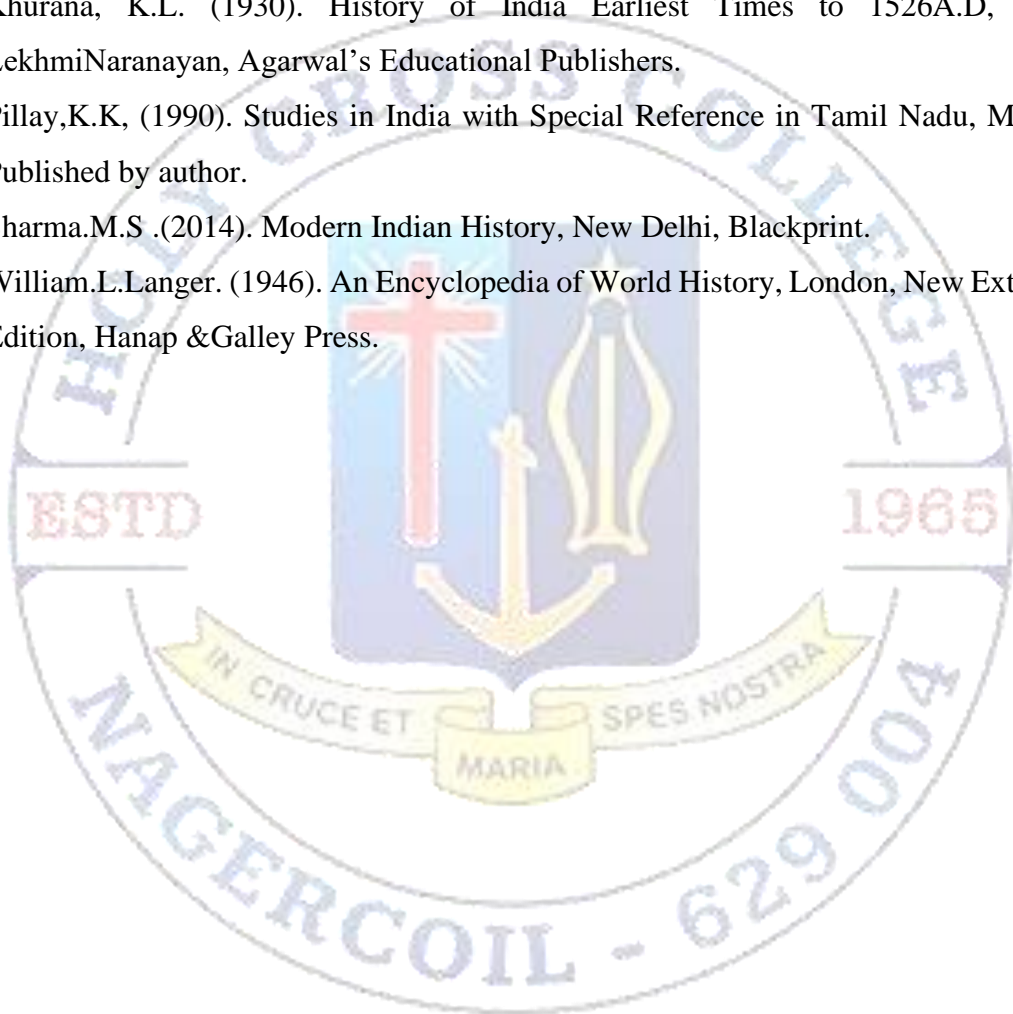 Khurana, K.L. (1930). History of India Earliest Times to 1526A.D,
LekhmiNaranayan, Agarwal’s Educational Publishers.
Pillay,K.K, (1990). Studies in India with Special Reference in Tamil Nadu,
Published by author.
harma.M.S .(2014). Modern Indian History, New Delhi, Blackprint.
William.L.Langer. (1946). An Encyclopedia of World History, London, New Ext
Edition, Hanap &Galley Press.
HOLY CROSS COLLEGE
ESTD 1965
IN CRUCE ET MARIA SPES NOSTRA
NAGERCOIL - 629 004